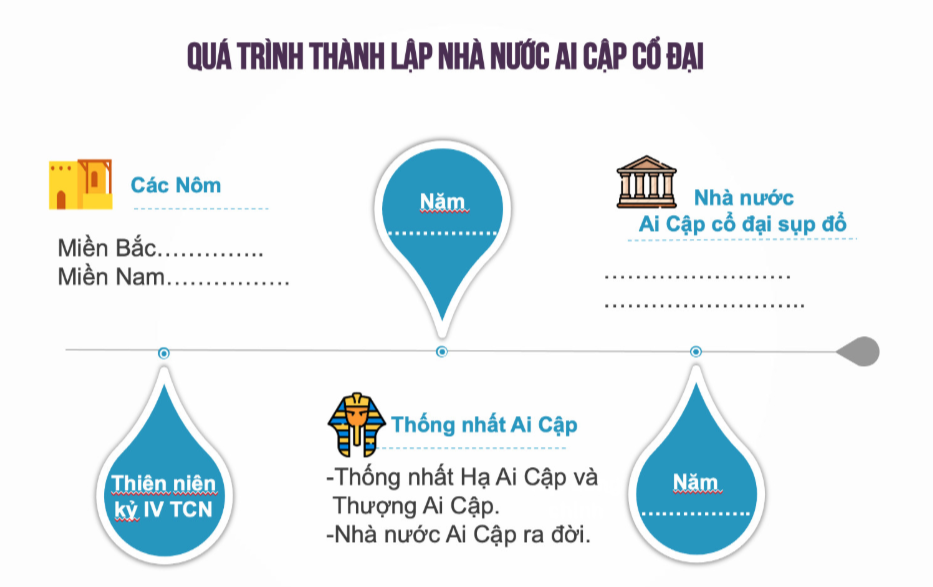 QUÁ TRÌNH THÀNH LẬP NHÀ NƯỚC AI CẬP CỔ ĐẠI
Các Nôm
Miền Bắc…………..
Miền Nam…………….
Năm
………………
Nhà nước
Ai Cập cổ đại sụp đổ
……………………
……………………..
Thiên niên
kỷ IV TCN
Thống nhất Ai Cập
-Thống nhất Hạ Ai Cập và
Thượng Ai Cập.
-Nhà nước Ai Cập ra đời.
Năm
………………